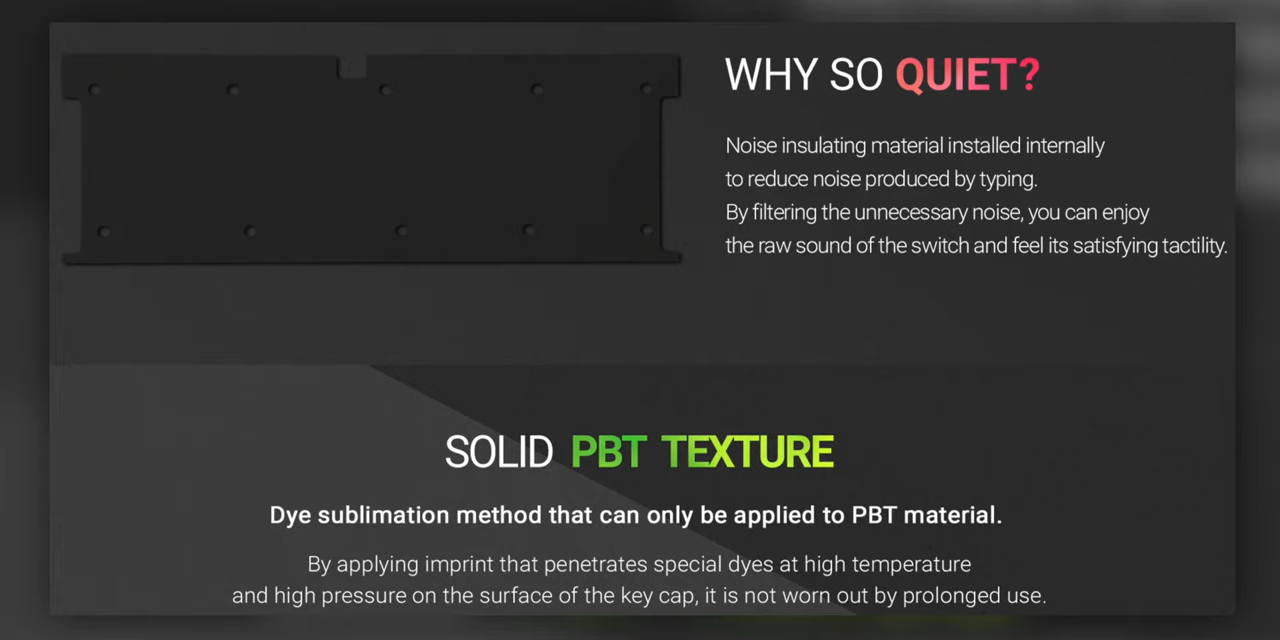 WHY SO QUIET?
Noise insulating material installed internally
to reduce noise produced by typing.
By filtering the unnecessary noise, you can enjoy
the raw sound of the switch and feel its satisfying tactility.
SOLID PBT TEXTURE
Dye sublimation method that can only be applied to PBT material.
By applying imprint that penetrates special dyes at high temperature
and high pressure on the surface of the key cap, it is not worn out by prolonged use.